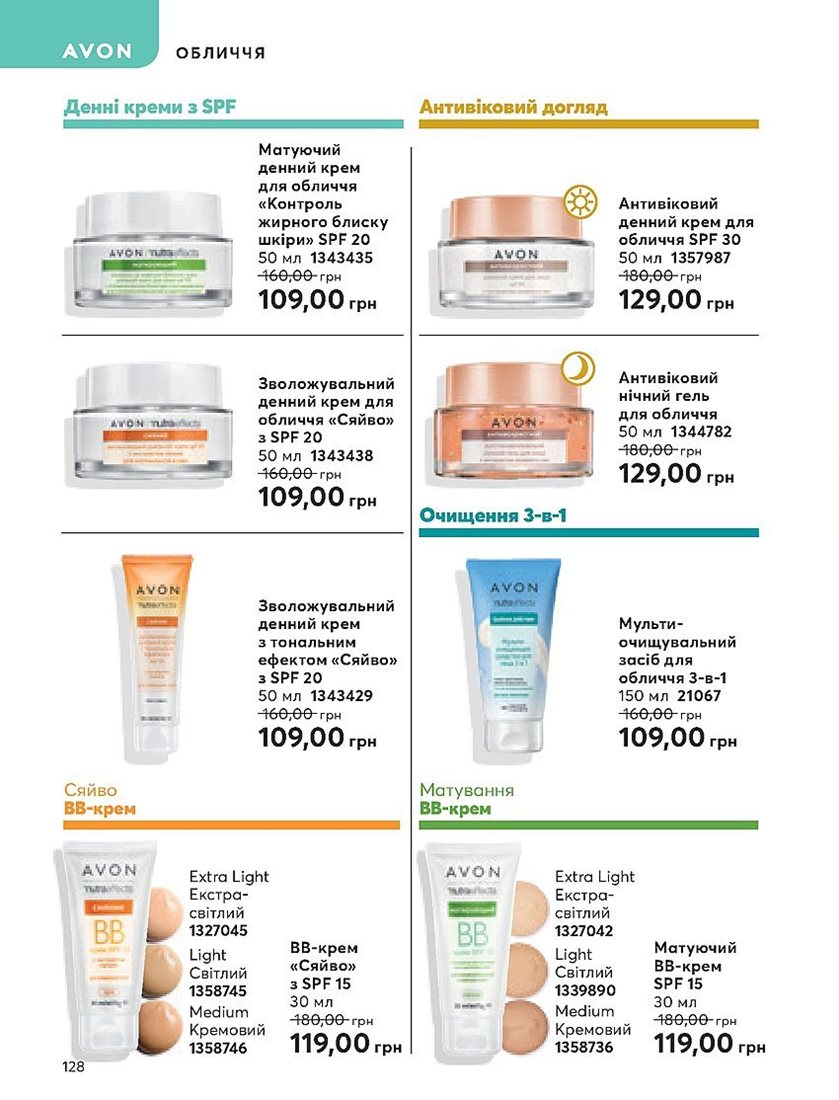 AVON
ОБЛИЧЧЯ
Денні креми з SPF
Матуючий
денний крем
для обличчя
«Контроль
жирного блиску
шкіри» SPF 20
50 мл 1343435
160,00 грн
109,00 грн
AVON nutraeffects
Зволожувальний
денний крем для
обличчя «Сяйво»
з SPF 20
50 мл 1343438
160,00 грн
109,00 грн
AVON nutraeffects
СИЯНИЕ
Зволожувальний
денний крем
з тональним
ефектом «Сяйво»
з SPF 20
50 мл 1343429
160,00 грн
109,00 грн
AVON
nutraeffects
СИЯНИЕ
Антивіковий догляд
Антивіковий
денний крем для
обличчя SPF 30
50 мл 1357987
180,00 грн
129,00 грн
AVON
Антивіковий
нічний гель
для обличчя
50 мл 1344782
180,00 грн
129,00 грн
AVON
Очищення 3-в-1
Мульти-
очищувальний
засіб для
обличчя 3-в-1
150 мл 21067
160,00 грн
109,00 грн
AVON
nutraeffects
Сяйво
BB-крем
AVON
nutraeffects
СИЯНИЕ
BB
Extra Light
Екстра-
світлий
1327045
Light
Світлий
1358745
Medium
Кремовий
1358746
BB-крем
«Сяйво»
з SPF 15
30 мл
180,00 грн
119,00 грн
Матування
BB-крем
AVON
nutraeffects
BB
Extra Light
Екстра-
світлий
1327042
Light
Світлий
1339890
Medium
Кремовий
1358736
Матуючий
BB-крем
SPF 15
30 мл
180,00 грн
119,00 грн
128